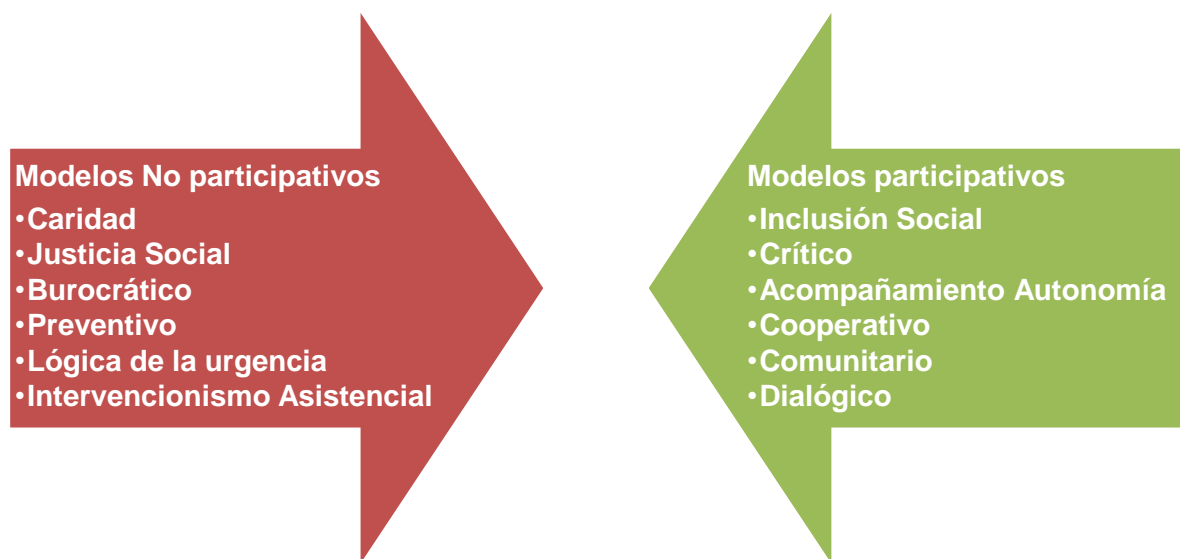 Modelos No participativos
•Caridad
•Justicia Social
•Burocrático
•Preventivo
•Lógica de la urgencia
•Intervencionismo Asistencial
Modelos participativos
•Inclusión Social
•Crítico
•Acompañamiento Autonomía
•Cooperativo
•Comunitario
•Dialógico